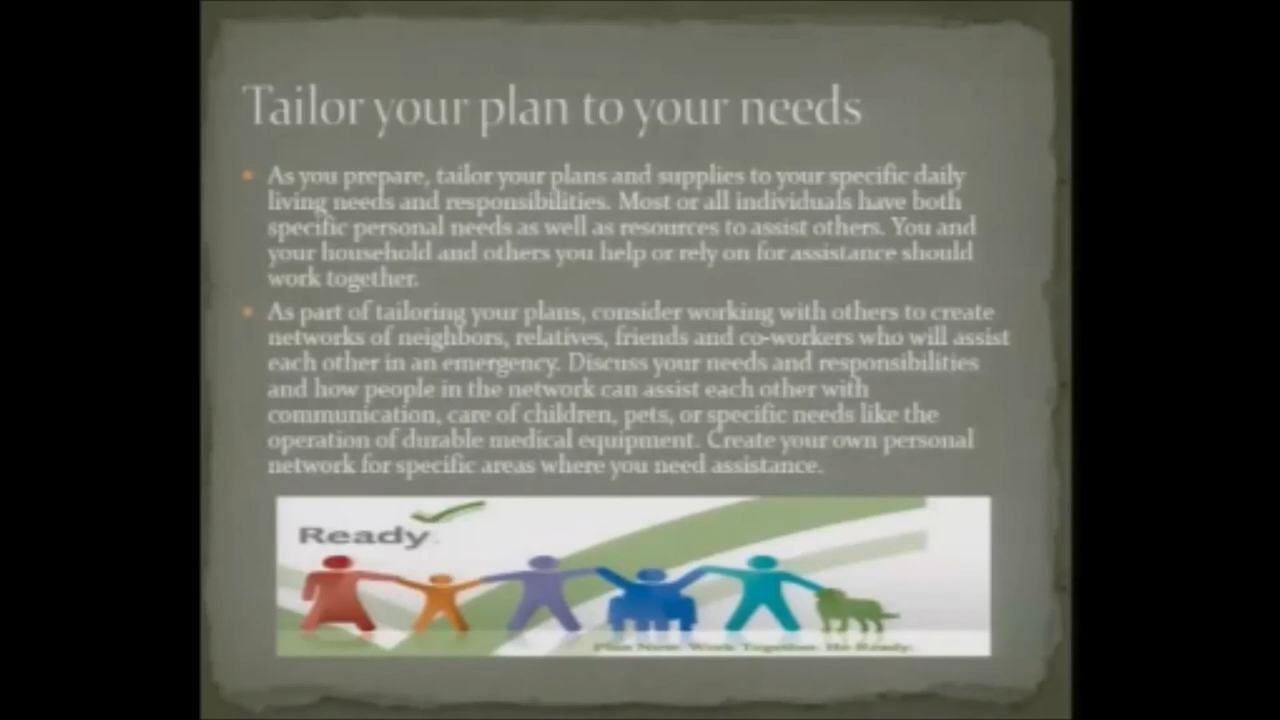 Tailor your plan to your needs
As you prepare, tailor your plans and supplies to your specific daily
living needs and responsibilities. Most or all individuals have both
specific personal needs as well as resources to assist others. You and
your household and others you help or rely on for assistance should
work together.
As part of tailoring your plans, consider working with others to create
networks of neighbors, relatives, friends and co-workers who will assist
each other in an emergency. Discuss your needs and responsibilities
and how people in the network can assist each other with
communication, care of children, pets, or specific needs like the
operation of durable medical equipment. Create your own personal
network for specific areas where you need assistance.
Ready
Plan Now. Work Together. Be Ready.